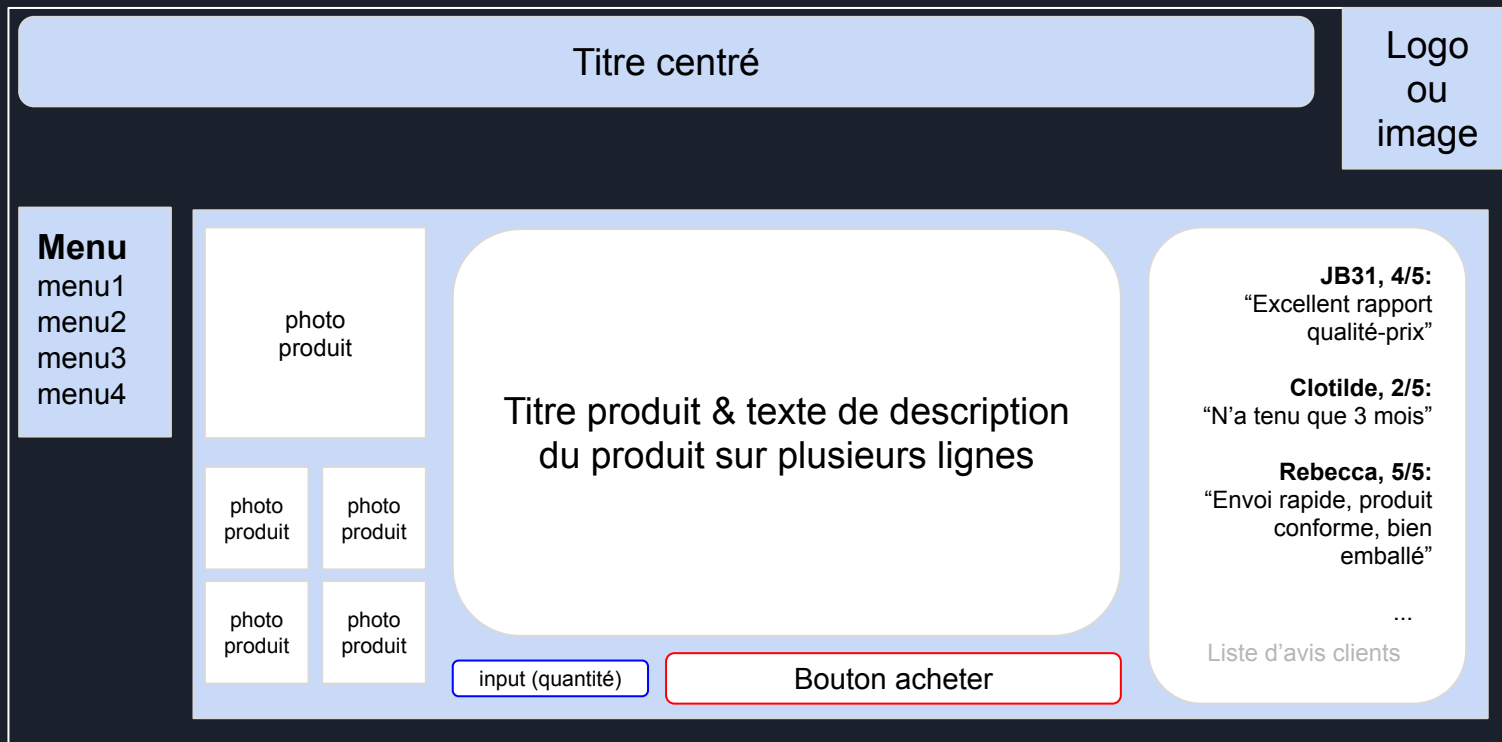 Titre centré
Logo
ou
image
Menu
menu1
menu2
menu3
menu4
photo
produit
photo
produit
photo
produit
photo
produit
photo
produit
Titre produit & texte de description
du produit sur plusieurs lignes
input (quantité)
Bouton acheter
JB31, 4/5:
“Excellent rapport
qualité-prix”
Clotilde, 2/5:
“N’a tenu que 3 mois”
Rebecca, 5/5:
“Envoi rapide, produit
conforme, bien
emballé”
...
Liste d’avis clients